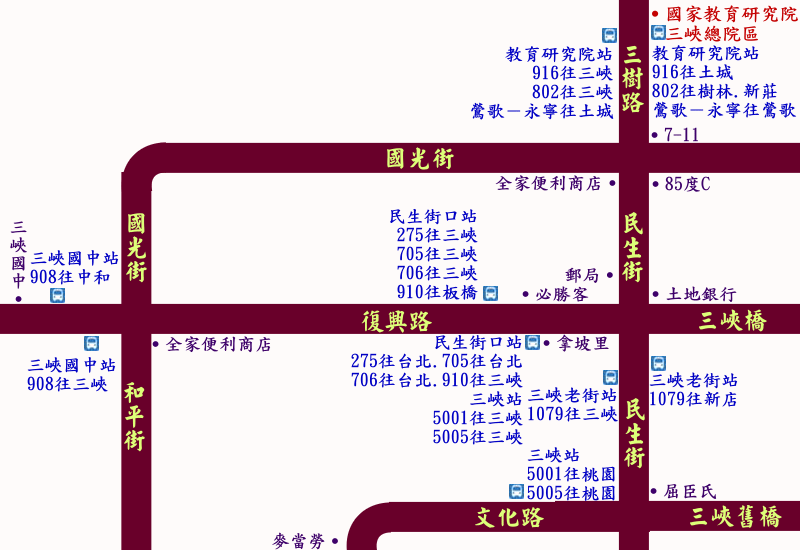 • 國家教育研究院
三峽總院區
教育研究院站
916往三峽
802往三峽
鶯歌－永寧往土城
三樹路
教育研究院站
916往土城
802往樹林.新莊
鶯歌－永寧往鶯歌
• 7-11
國光街
全家便利商店 •
• 85度C
三峽國中 •
三峽國中站
908往中和
國光街
民生街口站
275往三峽
705往三峽
706往三峽
910往板橋
民生街
郵局 •
• 必勝客
• 土地銀行
復興路
三峽橋
三峽國中站
908往三峽
• 全家便利商店
和平街
民生街口站
275往台北.705往台北
706往台北.910往三峽
三峽站
5001往三峽
5005往三峽
• 拿坡里
三峽老街站
1079往三峽
三峽老街站
1079往新店
民生街
三峽站
5001往桃園
5005往桃園
• 屈臣氏
文化路
三峽舊橋
麥當勞 •